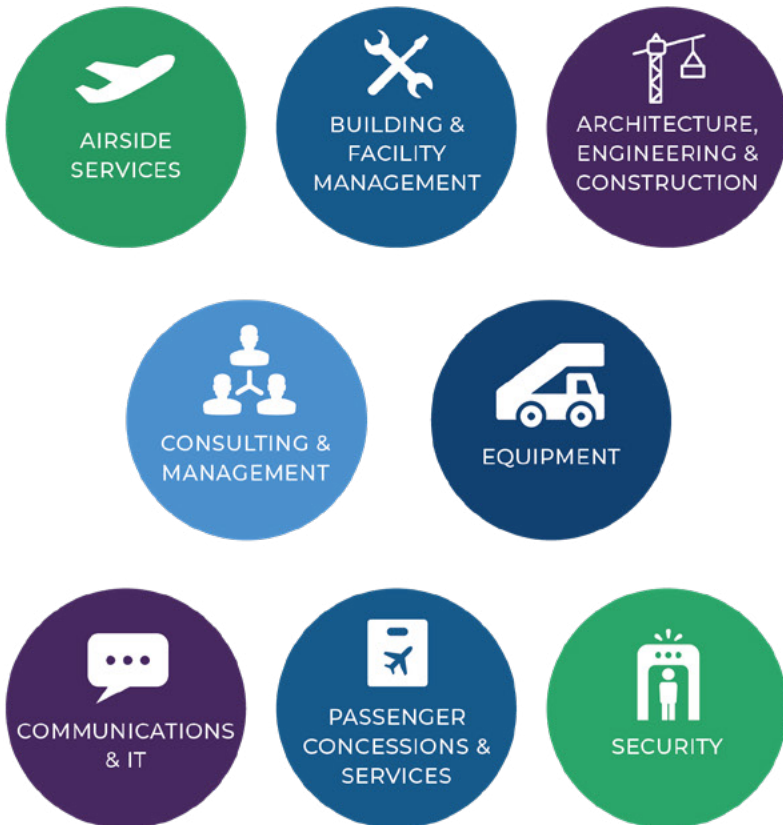 AIRSIDE
SERVICES
BUILDING &
FACILITY
MANAGEMENT
ARCHITECTURE,
ENGINEERING &
CONSTRUCTION
CONSULTING &
MANAGEMENT
EQUIPMENT
COMMUNICATIONS
& IT
PASSENGER
CONCESSIONS &
SERVICES
SECURITY